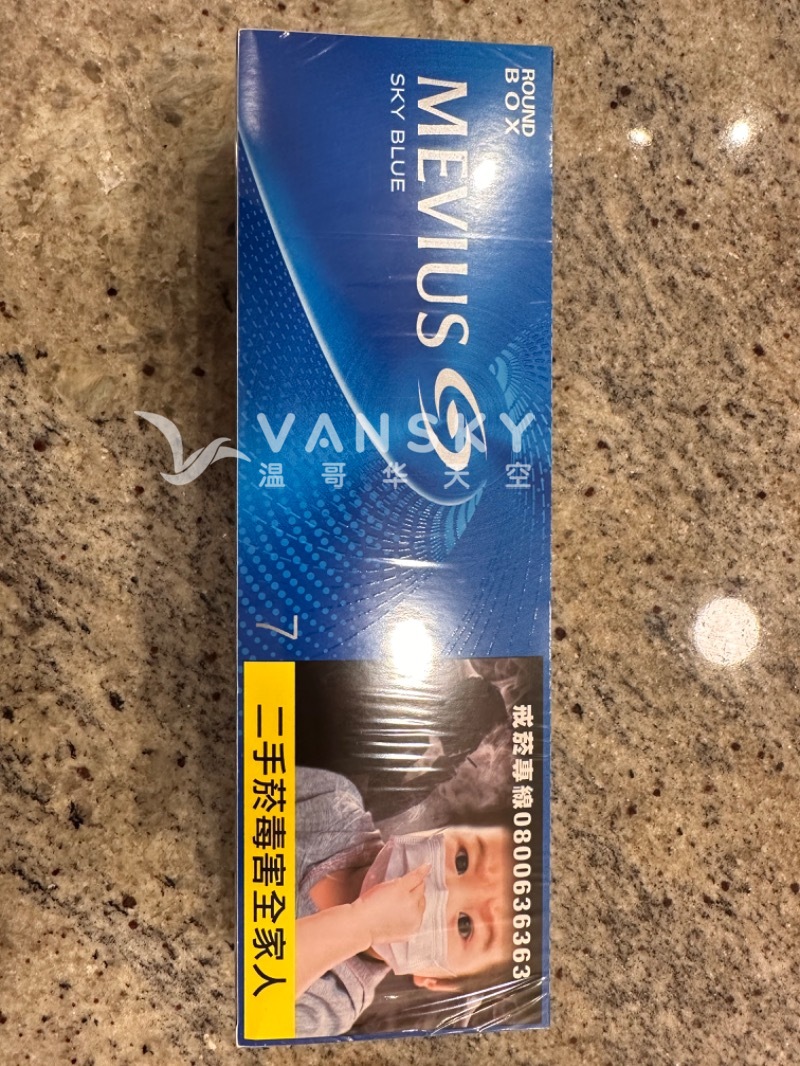 ROUND
BOX
MEVIUS
SKY BLUE
VANSKY
温哥华天空
7
戒菸專線0800636363
二手菸毒害全家人